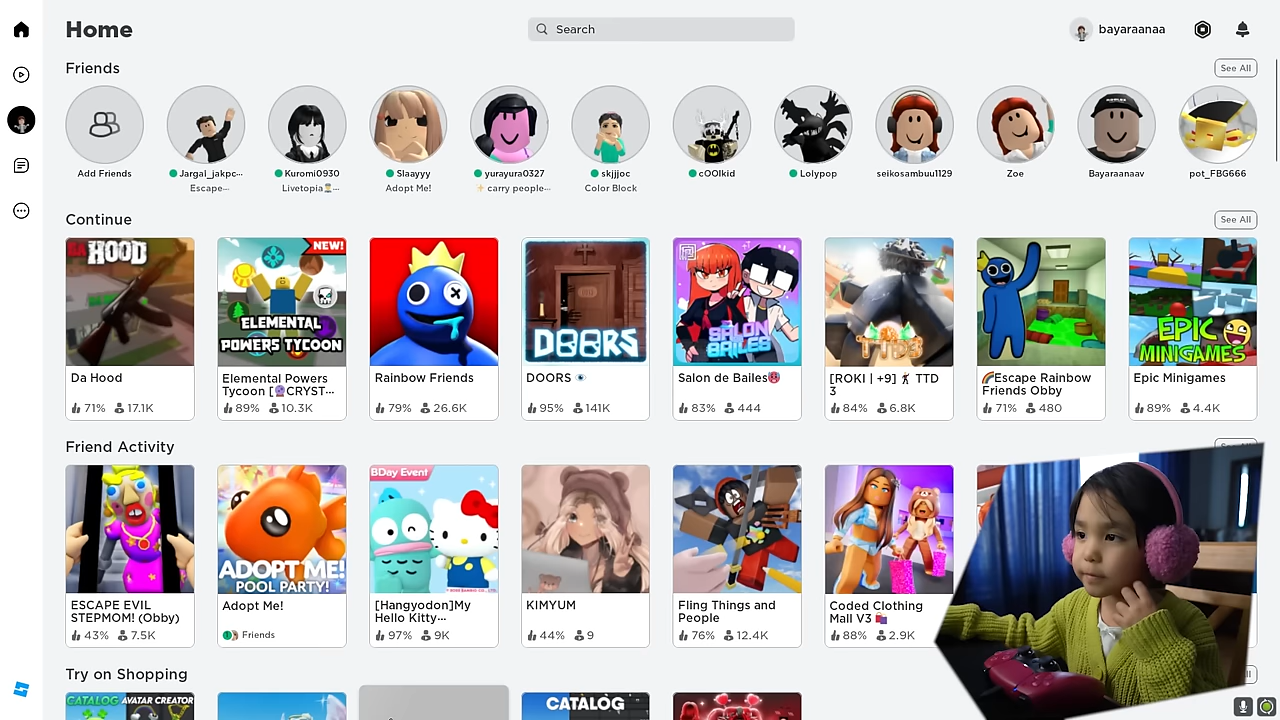 Home
Search
bayaraanaa
Friends
See All
Add Friends
Jargal_jakpc...
Escape...
Kuromi0930
Livetopia...
Slaayyy
Adopt Me!
yurayura0327
carry people...
skjjjoc
Color Block
cOOlkid
Lolypop
seikosambuu1129
Zoe
Bayaraanaav
pot_FBG666
Continue
See All
DA HOOD
NEW!
ELEMENTAL
POWERS TYCOON
DOORS
SALON
BAILES
TTD3
EPIC
MINIGAMES
Da Hood
71% 17.1K
Elemental Powers
Tycoon [🔮CRYST...
89% 10.3K
Rainbow Friends
79% 26.6K
DOORS 👁️
95% 141K
Salon de Bailes
83% 444
[ROKI | +9] 🕺 TTD
3
84% 6.8K
🌈Escape Rainbow
Friends Obby
71% 480
Epic Minigames
89% 4.4K
Friend Activity
ADOPT ME!
POOL PARTY!
BDay Event
ESCAPE EVIL
STEPMOM! (Obby)
43% 7.5K
Adopt Me!
Friends
[Hangyodon]My
Hello Kitty...
97% 9K
KIMYUM
44% 9
Fling Things and
People
76% 12.4K
Coded Clothing
Mall V3 🛍️
88% 2.9K
Try on Shopping
CATALOG AVATAR CREATOR
CATALOG